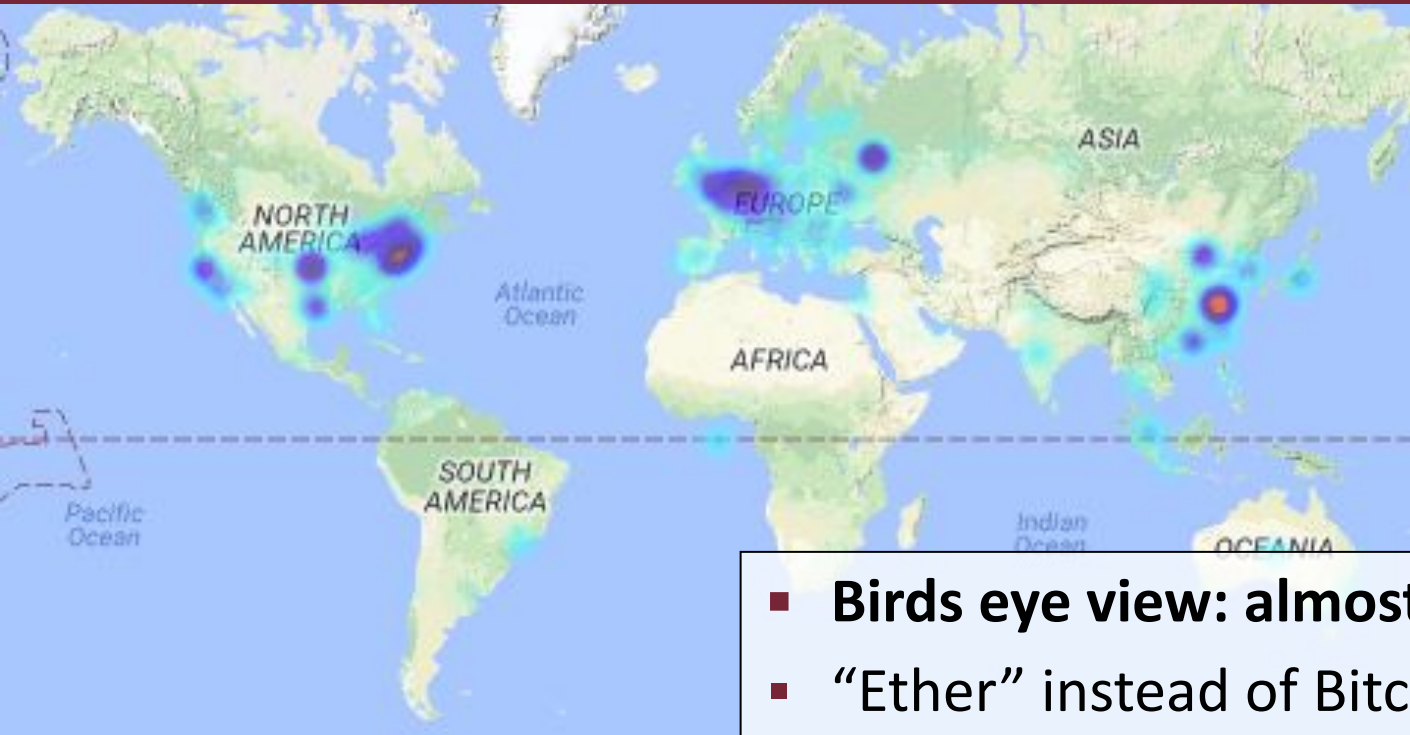 ASIA
EUROPE
NORTH
AMERICA
Atlantic
Ocean
AFRICA
SOUTH
AMERICA
Pacific
Ocean
Indian
Ocean
OCEANIA
▪ Birds eye view: almost
▪ “Ether” instead of Bitc